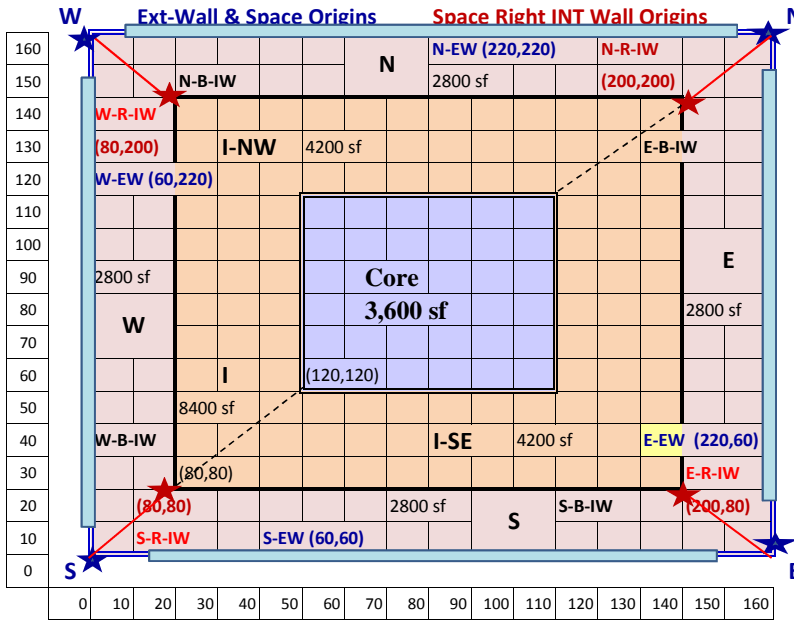 W Ext-Wall & Space Origins Space Right INT Wall Origins N
160 N-EW (220,220) N-R-IW
N
150 N-B-IW 2800 sf (200,200)
140 W-R-IW
130 (80,200) I-NW 4200 sf E-B-IW
120 W-EW (60,220)
110
100
E
90 2800 sf Core
80 3,600 sf 2800 sf
W
70
60 I (120,120)
50 8400 sf
40 W-B-IW I-SE 4200 sf E-EW (220,60)
30 (80,80) E-R-IW
20 (80,80) 2800 sf S-B-IW (200,80)
S
10 S-R-IW S-EW (60,60)
0
S E
0 10 20 30 40 50 60 70 80 90 100 110 120 130 140 150 160